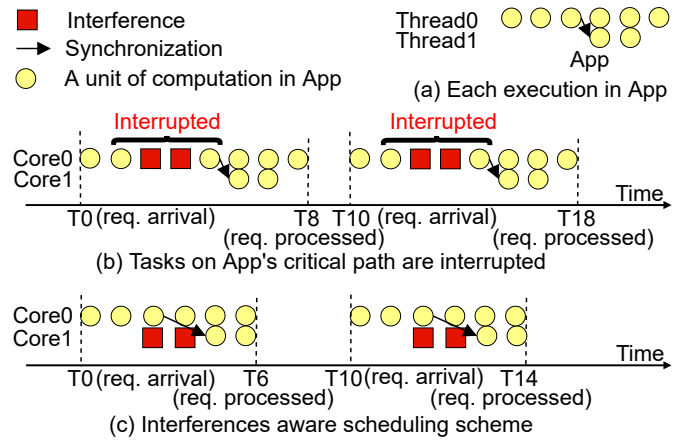 Interference
Synchronization
A unit of computation in App
Thread0
Thread1
App
(a) Each execution in App
Interrupted Interrupted
Core0
Core1
Time
T0 (req. arrival) T8 T10 (req. arrival) T18
(req. processed) (req. processed)
(b) Tasks on App's critical path are interrupted
Core0
Core1
Time
T0 (req. arrival) T6 T10 (req. arrival) T14
(req. processed) (req. processed)
(c) Interferences aware scheduling scheme